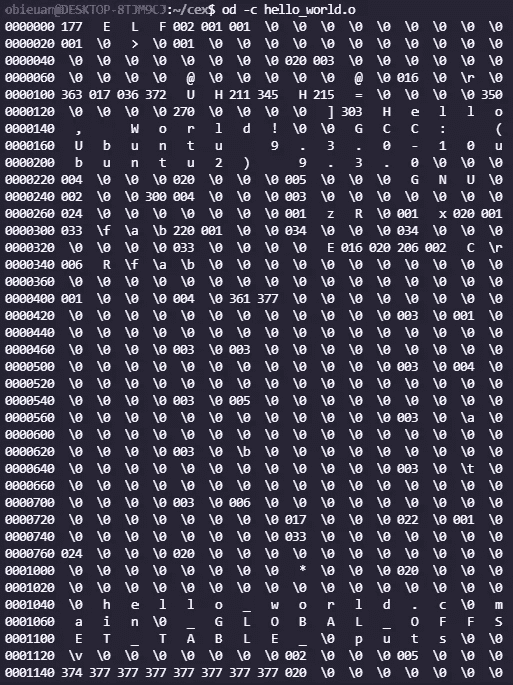 obieuan@DESKTOP-8TJM9CJ:~/cex$ od -c hello_world.o
0000000 177 E L F 002 001 001 \0 \0 \0 \0 \0 \0 \0 \0 \0
0000020 001 \0 > \0 001 \0 \0 \0 \0 \0 \0 \0 \0 \0 \0 \0
0000040 \0 \0 \0 \0 \0 \0 \0 \0 020 003 \0 \0 \0 \0 \0 \0
0000060 \0 \0 \0 \0 @ \0 \0 \0 \0 \0 @ \0 016 \0 \r \0
0000100 363 017 036 372 U H 211 345 H 215 = \0 \0 \0 \0 350
0000120 \0 \0 \0 \0 270 \0 \0 \0 \0 ] 303 H e l l o
0000140 , W o r l d ! \0 \0 G C C : (
0000160 U b u n t u 9 . 3 . 0 - 1 0 u
0000200 b u n t u 2 ) 9 . 3 . 0 \0 \0 \0 \0
0000220 004 \0 \0 \0 020 \0 \0 \0 005 \0 \0 \0 G N U \0
0000240 002 \0 \0 300 004 \0 \0 \0 003 \0 \0 \0 \0 \0 \0 \0
0000260 024 \0 \0 \0 \0 \0 \0 \0 001 z R \0 001 x 020 001
0000300 033 \f \a \b 220 001 \0 \0 034 \0 \0 \0 034 \0 \0 \0
0000320 \0 \0 \0 \0 033 \0 \0 \0 \0 E 016 020 206 002 C \r
0000340 006 R \f \a \b \0 \0 \0 \0 \0 \0 \0 \0 \0 \0 \0
0000360 \0 \0 \0 \0 \0 \0 \0 \0 \0 \0 \0 \0 \0 \0 \0 \0
0000400 001 \0 \0 \0 004 \0 361 377 \0 \0 \0 \0 \0 \0 \0 \0
0000420 \0 \0 \0 \0 \0 \0 \0 \0 \0 \0 \0 \0 003 \0 001 \0
0000440 \0 \0 \0 \0 \0 \0 \0 \0 \0 \0 \0 \0 \0 \0 \0 \0
0000460 \0 \0 \0 \0 003 \0 003 \0 \0 \0 \0 \0 \0 \0 \0 \0
0000500 \0 \0 \0 \0 \0 \0 \0 \0 \0 \0 \0 \0 003 \0 004 \0
0000520 \0 \0 \0 \0 \0 \0 \0 \0 \0 \0 \0 \0 \0 \0 \0 \0
0000540 \0 \0 \0 \0 003 \0 005 \0 \0 \0 \0 \0 \0 \0 \0 \0
0000560 \0 \0 \0 \0 \0 \0 \0 \0 \0 \0 \0 \0 003 \0 \a \0
0000600 \0 \0 \0 \0 \0 \0 \0 \0 \0 \0 \0 \0 \0 \0 \0 \0
0000620 \0 \0 \0 \0 003 \0 \b \0 \0 \0 \0 \0 \0 \0 \0 \0
0000640 \0 \0 \0 \0 \0 \0 \0 \0 \0 \0 \0 \0 003 \0 \t \0
0000660 \0 \0 \0 \0 \0 \0 \0 \0 \0 \0 \0 \0 \0 \0 \0 \0
0000700 \0 \0 \0 \0 003 \0 006 \0 \0 \0 \0 \0 \0 \0 \0 \0
0000720 \0 \0 \0 \0 \0 \0 \0 \0 017 \0 \0 \0 022 \0 001 \0
0000740 \0 \0 \0 \0 \0 \0 \0 \0 033 \0 \0 \0 \0 \0 \0 \0
0000760 024 \0 \0 \0 020 \0 \0 \0 \0 \0 \0 \0 \0 \0 \0 \0
0001000 \0 \0 \0 \0 \0 \0 \0 \0 * \0 \0 \0 020 \0 \0 \0
0001020 \0 \0 \0 \0 \0 \0 \0 \0 \0 \0 \0 \0 \0 \0 \0 \0
0001040 \0 h e l l o _ w o r l d . c \0 m
0001060 a i n \0 _ G L O B A L _ O F F S
0001100 E T _ T A B L E _ \0 p u t s \0 \0
0001120 \v \0 \0 \0 \0 \0 \0 \0 002 \0 \0 \0 005 \0 \0 \0
0001140 374 377 377 377 377 377 377 377 020 \0 \0 \0 \0 \0 \0 \0